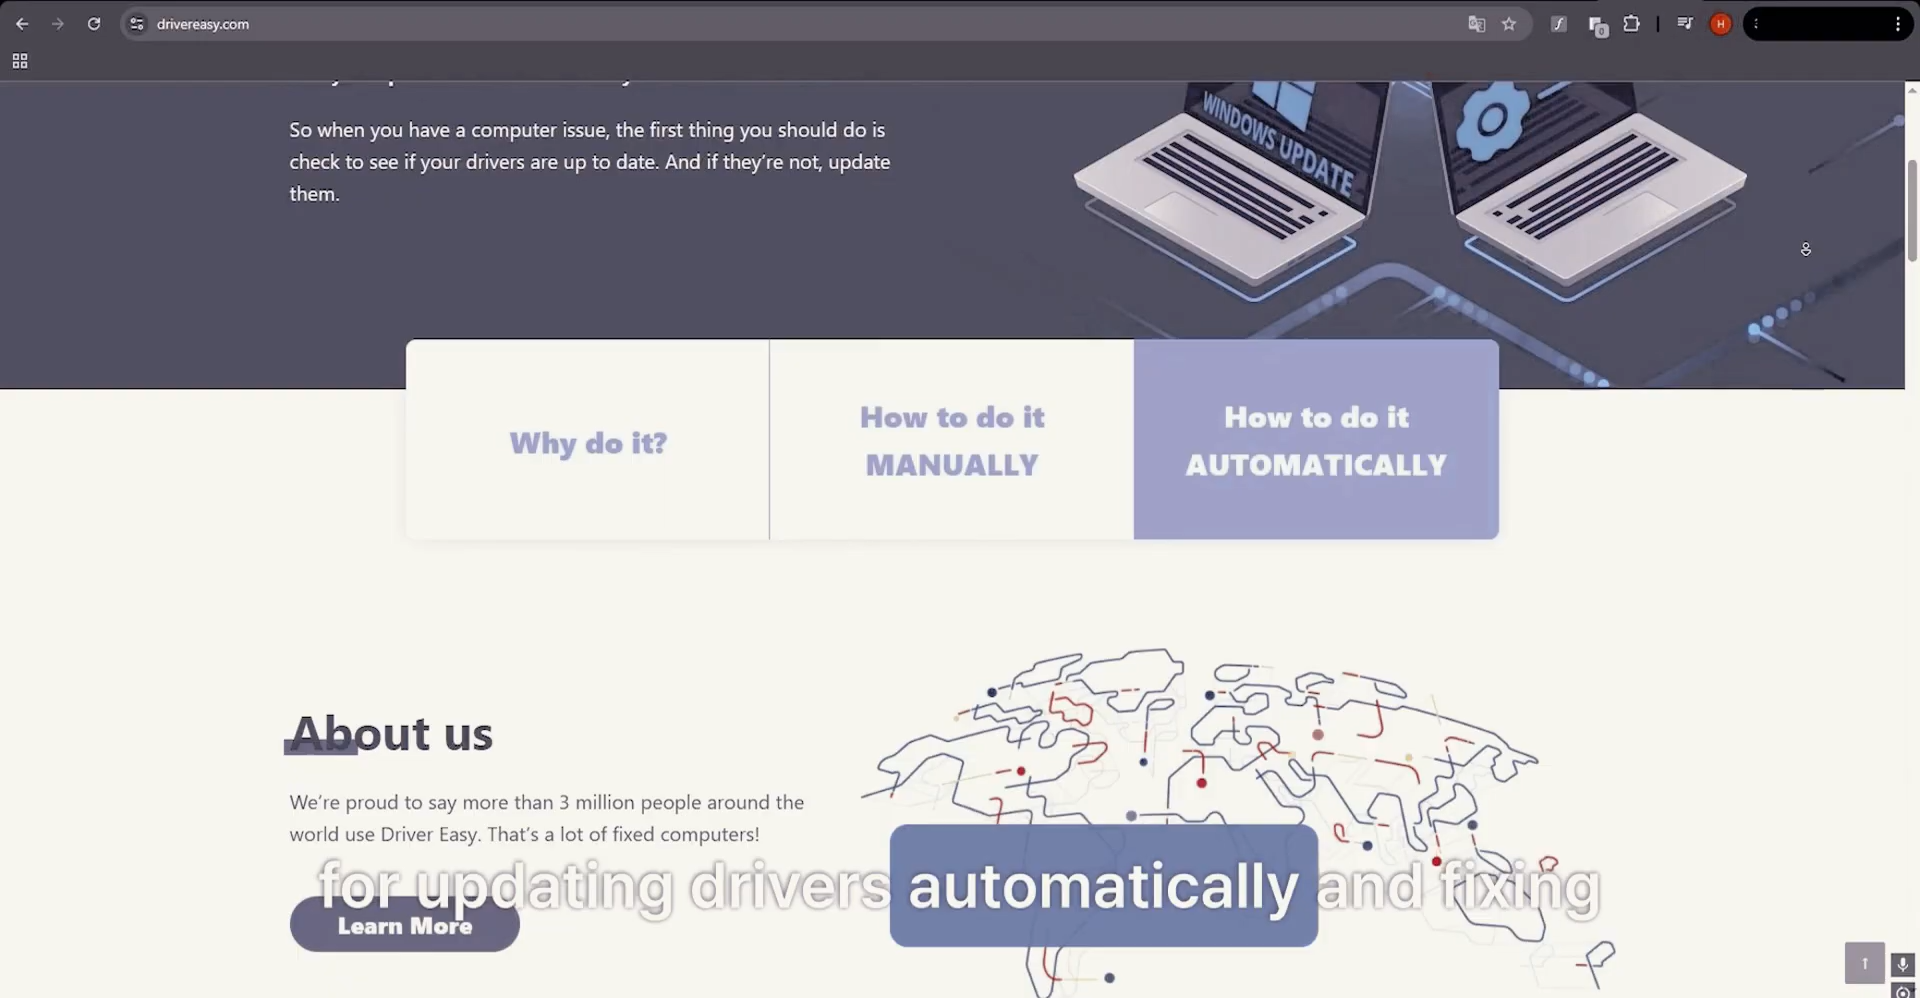 drivereasy.com
H
0
So when you have a computer issue, the first thing you should do is
check to see if your drivers are up to date. And if they’re not, update
them.
WINDOWS UPDATE
Why do it?
How to do it
MANUALLY
How to do it
AUTOMATICALLY
About us
We’re proud to say more than 3 million people around the
world use Driver Easy. That’s a lot of fixed computers!
for updating drivers automatically and fixing
Learn More